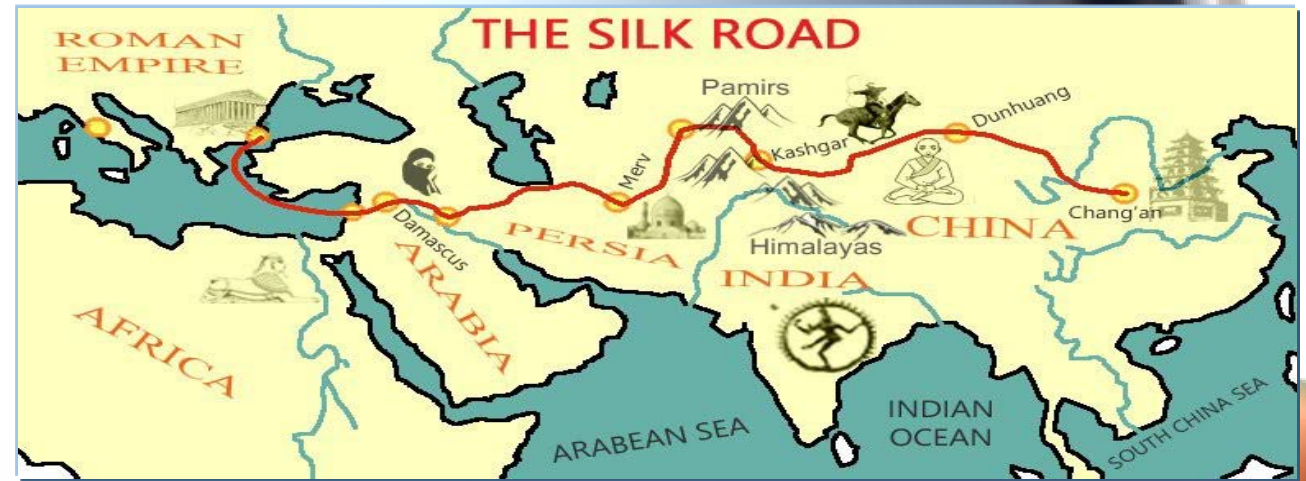 THE SILK ROAD
ROMAN
EMPIRE
Pamirs
Dunhuang
Kashgar
Merv
Chang'an
Damascus
PERSIA
CHINA
Himalayas
ARABIA
INDIA
AFRICA
INDIAN
OCEAN
ARABEAN SEA
SOUTH CHINA SEA